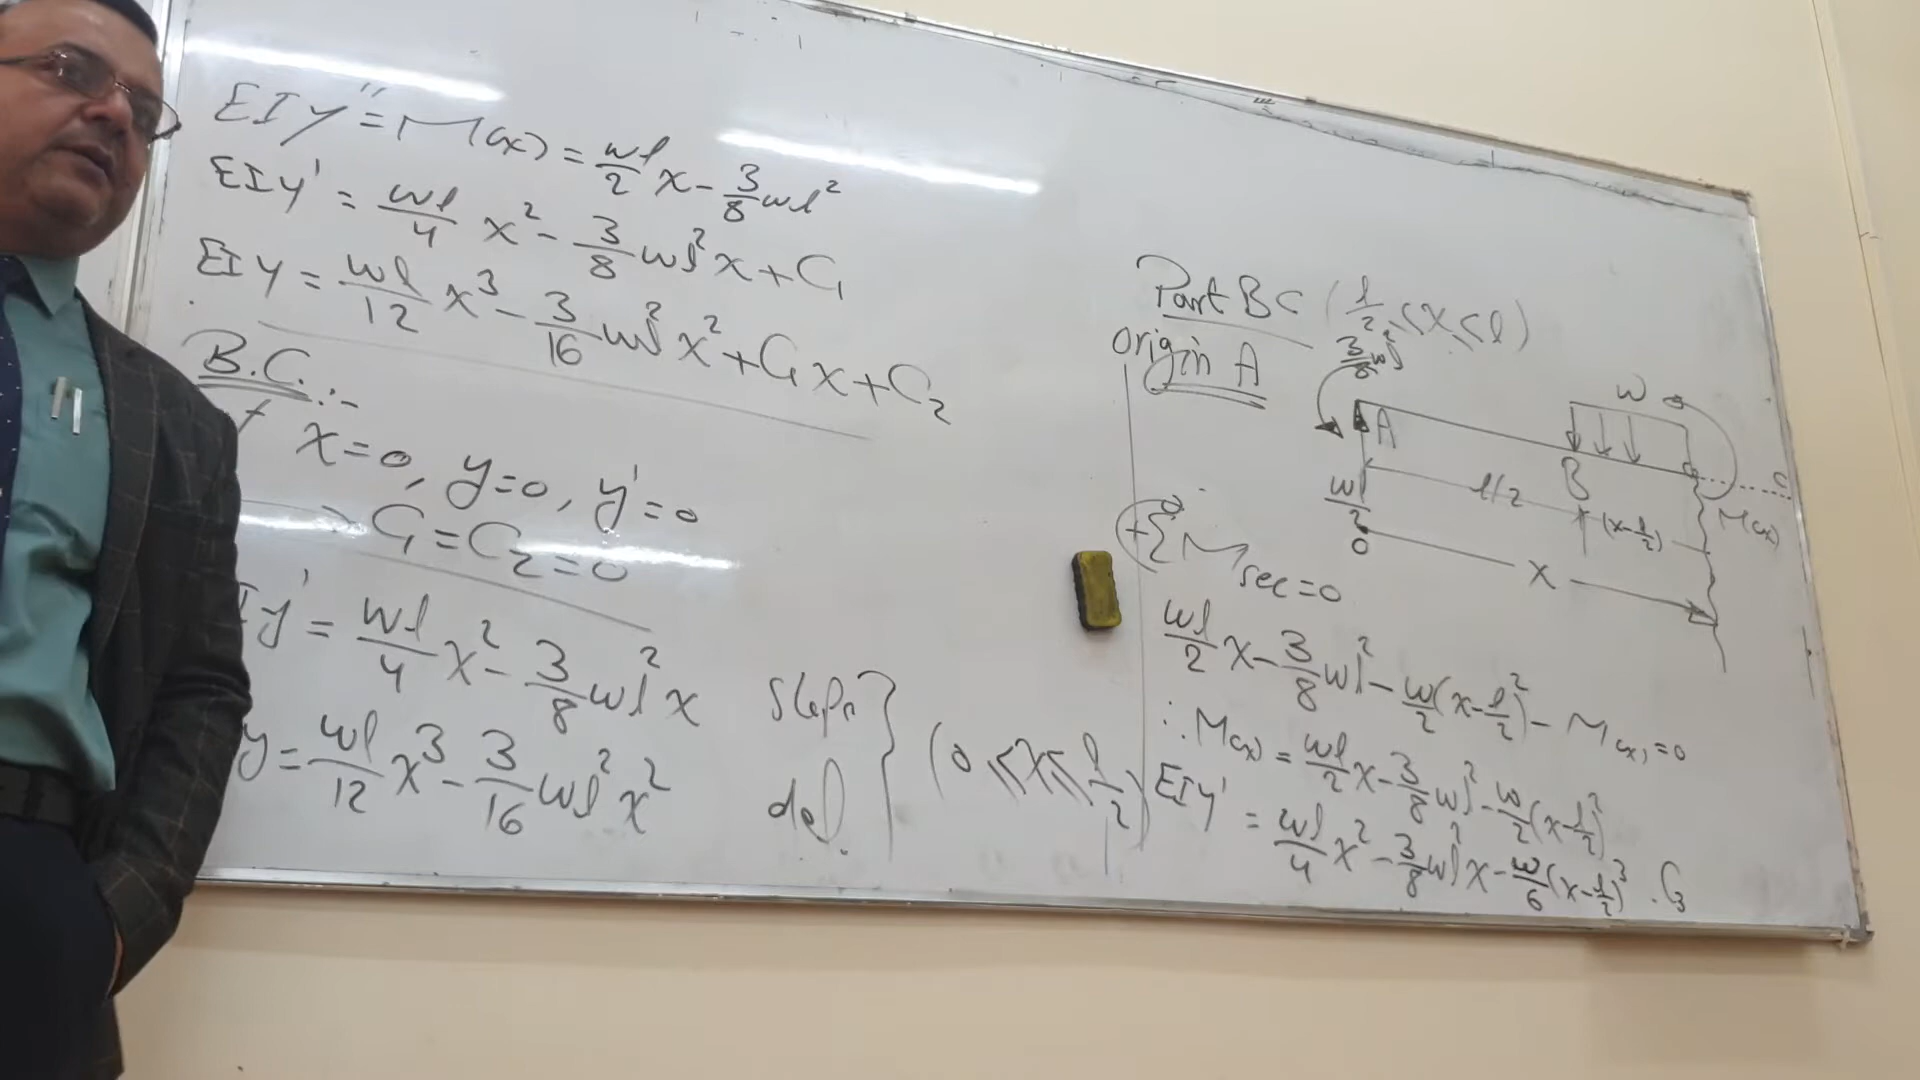 EIy'' = M(x) = wl/2 x - 3/8 wl²
EIy' = wl/4 x² - 3/8 wl² x + C₁
EIy = wl/12 x³ - 3/16 wl² x² + C₁x + C₂
B.C. :-
x=0, y=0, y'=0
C₁ = C₂ = 0
Iy' = wl/4 x² - 3/8 wl² x
slope
y = wl/12 x³ - 3/16 wl² x²
def.
(0 ≤ x ≤ l/2)
Part BC (l/2 ≤ x ≤ l)
origin A
3/8 wl²
w
A
B
C
wl/2
l/2
(x - l/2)
M(x)
0
x
+ΣM sec = 0
wl/2 x - 3/8 wl² - w/2 (x - l/2)² - M(x) = 0
∴ M(x) = wl/2 x - 3/8 wl² - w/2 (x - l/2)²
EIy' = wl/4 x² - 3/8 wl² x - w/6 (x - l/2)³ . C₃